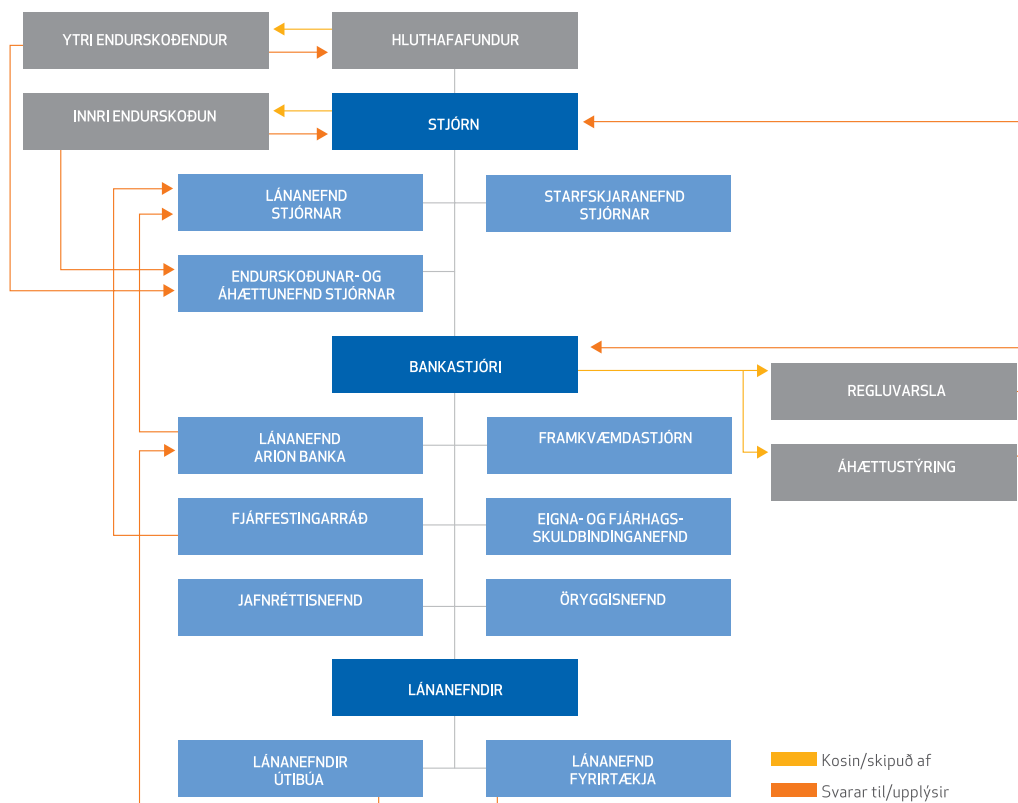 YTRI ENDURSKOÐENDUR
HLUTHAFAFUNDUR
INNRI ENDURSKOÐUN
STJÓRN
LÁNANEFND
STJÓRNAR
STARFSKJARANEFND
STJÓRNAR
ENDURSKOÐUNAR- OG
ÁHÆTTUNEFND STJÓRNAR
BANKASTJÓRI
REGLUVARSLA
LÁNANEFND
ARION BANKA
FRAMKVÆMDASTJÓRN
ÁHÆTTUSTÝRING
FJÁRFESTINGARRÁÐ
EIGNA- OG FJÁRHAGS-
SKULDBINDINGANEFND
JAFNRÉTTISNEFND
ÖRYGGISNEFND
LÁNANEFNDIR
LÁNANEFNDIR
ÚTIBÚA
LÁNANEFND
FYRIRTÆKJA
Kosin/skipuð af
Svarar til/upplýsir